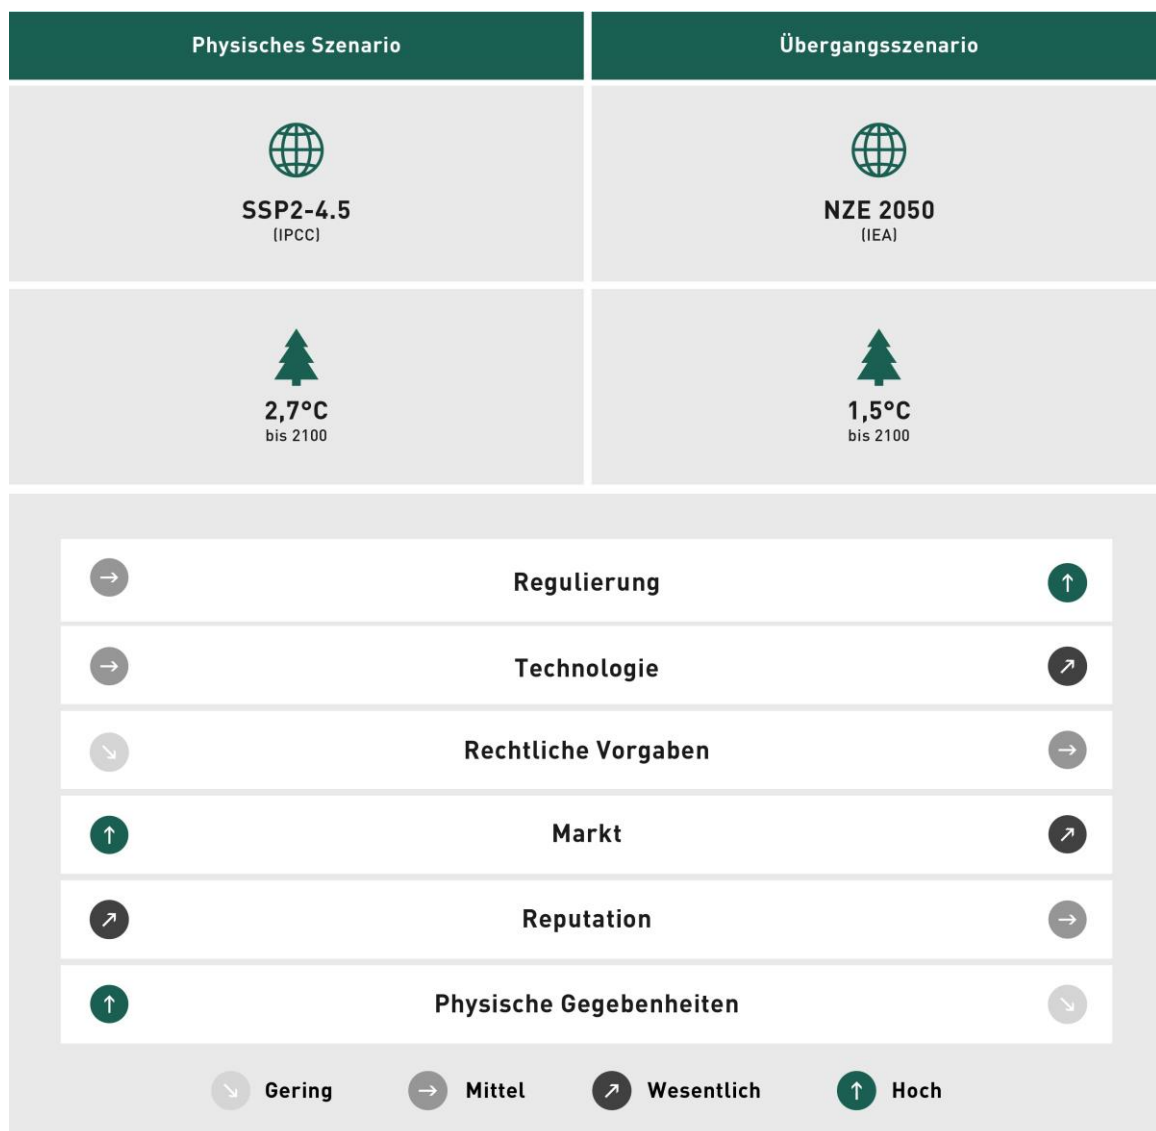 Physisches Szenario
Übergangsszenario
SSP2-4.5
(IPCC)
NZE 2050
(IEA)
2,7°C
bis 2100
1,5°C
bis 2100
Regulierung
Technologie
Rechtliche Vorgaben
Markt
Reputation
Physische Gegebenheiten
Gering
Mittel
Wesentlich
Hoch